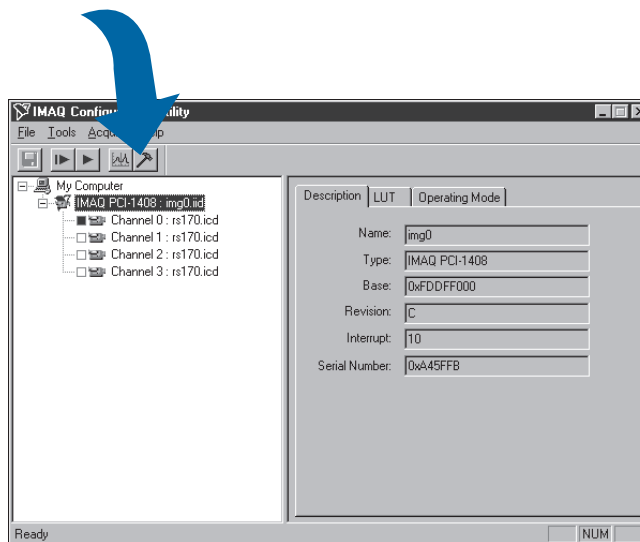 IMAQ Configu ility
File Tools Acqu lp
My Computer
IMAQ PCI-1408 : img0.iid
Channel 0 : rs170.icd
Channel 1 : rs170.icd
Channel 2 : rs170.icd
Channel 3 : rs170.icd
Description LUT Operating Mode
Name: img0
Type: IMAQ PCI-1408
Base: 0xFDDFF000
Revision: C
Interrupt: 10
Serial Number: 0xA45FFB
Ready NUM